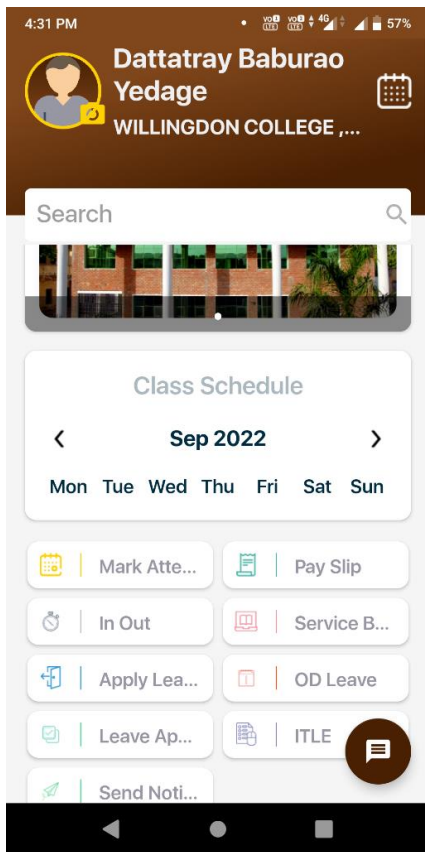 4:31 PM
4G
57%
Dattatray Baburao
Yedage
WILLINGDON COLLEGE ,...
Search
Class Schedule
Sep 2022
Mon Tue Wed Thu Fri Sat Sun
Mark Atte...
Pay Slip
In Out
Service B...
Apply Lea...
OD Leave
Leave Ap...
ITLE
Send Noti...